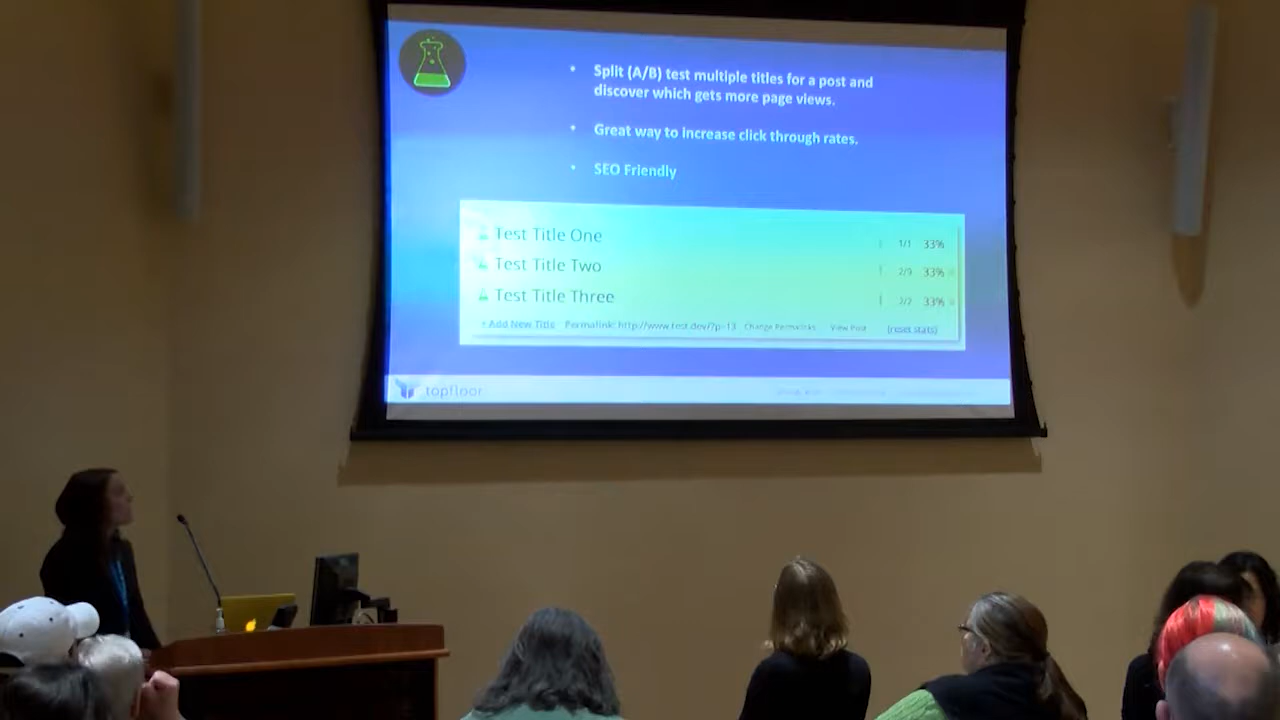 • Split (A/B) test multiple titles for a post and
discover which gets more page views.
• Great way to increase click through rates.
• SEO Friendly
Test Title One 1/1 33%
Test Title Two 2/9 33%
Test Title Three 2/2 33%
+Add New Title Permalink: http://www.test.dev/?p=13 Change Permalinks View Post (reset stats)
topfloor